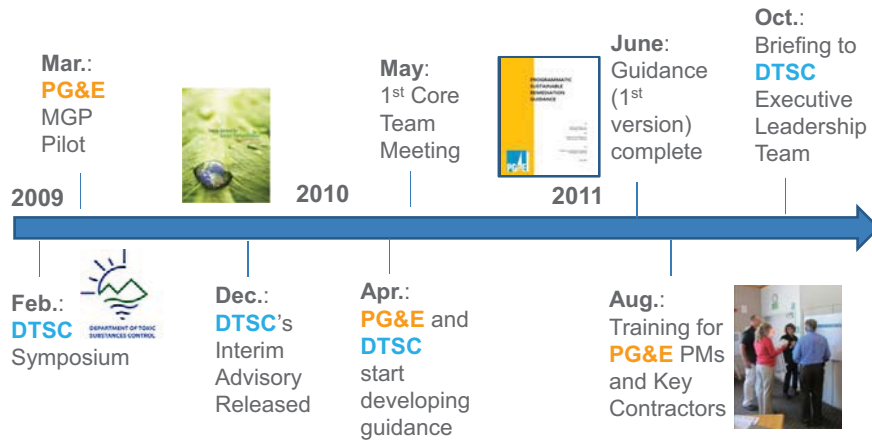 Mar.:
PG&E
MGP
Pilot
May:
1st Core
Team
Meeting
PROGRAMMATIC
SUSTAINABLE
REMEDIATION
GUIDANCE
PG&E
June:
Guidance
(1st
version)
complete
Oct.:
Briefing to
DTSC
Executive
Leadership
Team
2009
2010
2011
Feb.:
DTSC
Symposium
DEPARTMENT OF TOXIC
SUBSTANCES CONTROL
Dec.:
DTSC's
Interim
Advisory
Released
Apr.:
PG&E and
DTSC
start
developing
guidance
Aug.:
Training for
PG&E PMs
and Key
Contractors